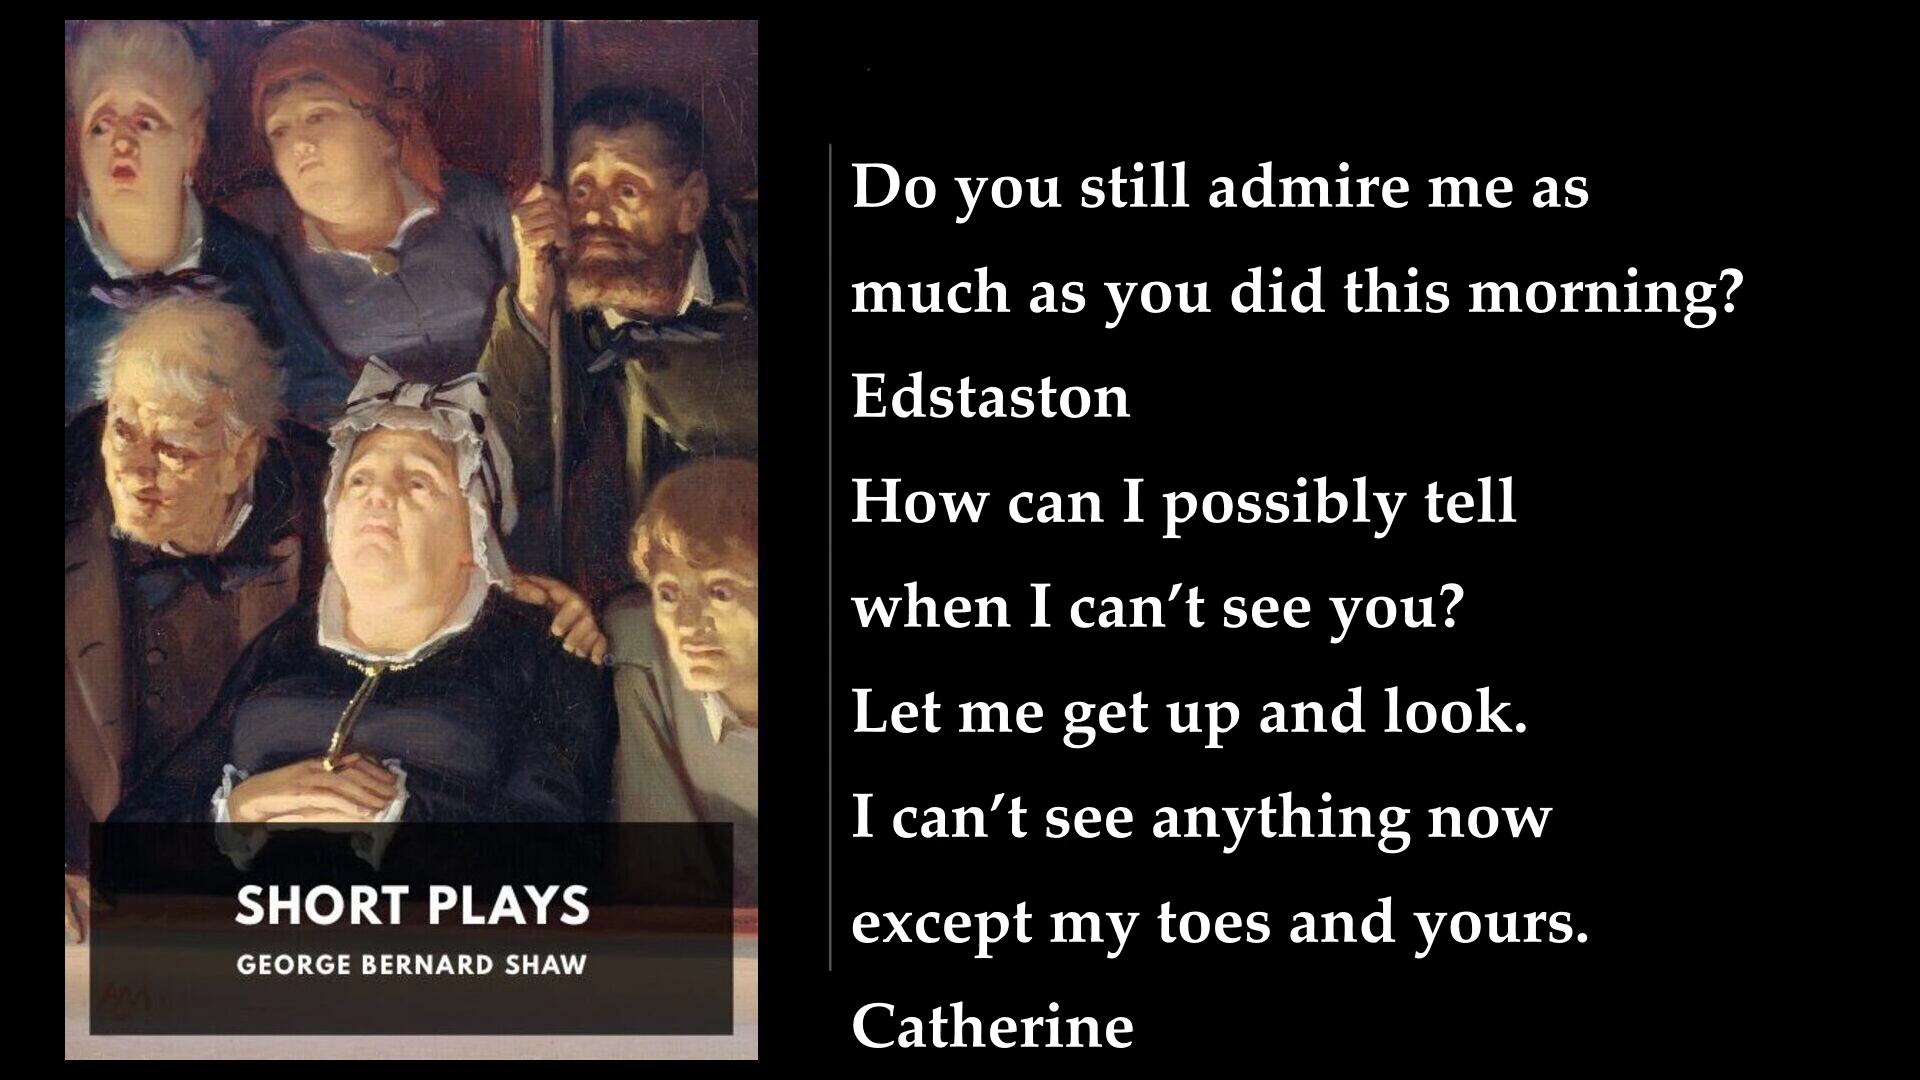 SHORT PLAYS
GEORGE BERNARD SHAW
Do you still admire me as
much as you did this morning?
Edstaston
How can I possibly tell
when I can’t see you?
Let me get up and look.
I can’t see anything now
except my toes and yours.
Catherine